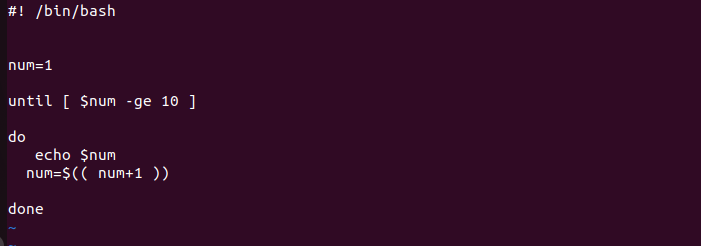 #! /bin/bash
num=1
until [ $num -ge 10 ]
do
echo $num
num=$(( num+1 ))
done
~